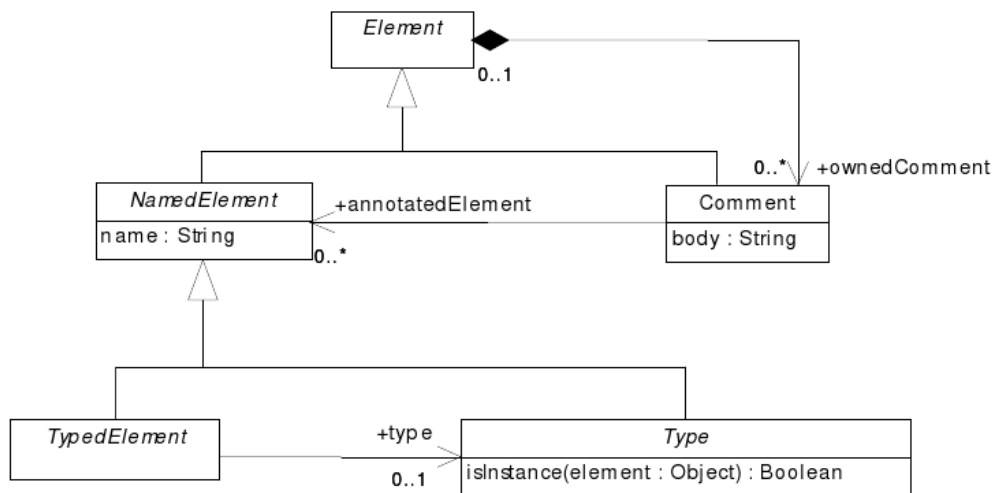 Element
0..1
0..*
+ownedComment
NamedElement
name : String
+annotatedElement
0..*
Comment
body : String
TypedElement
+type
0..1
Type
isInstance(element : Object) : Boolean